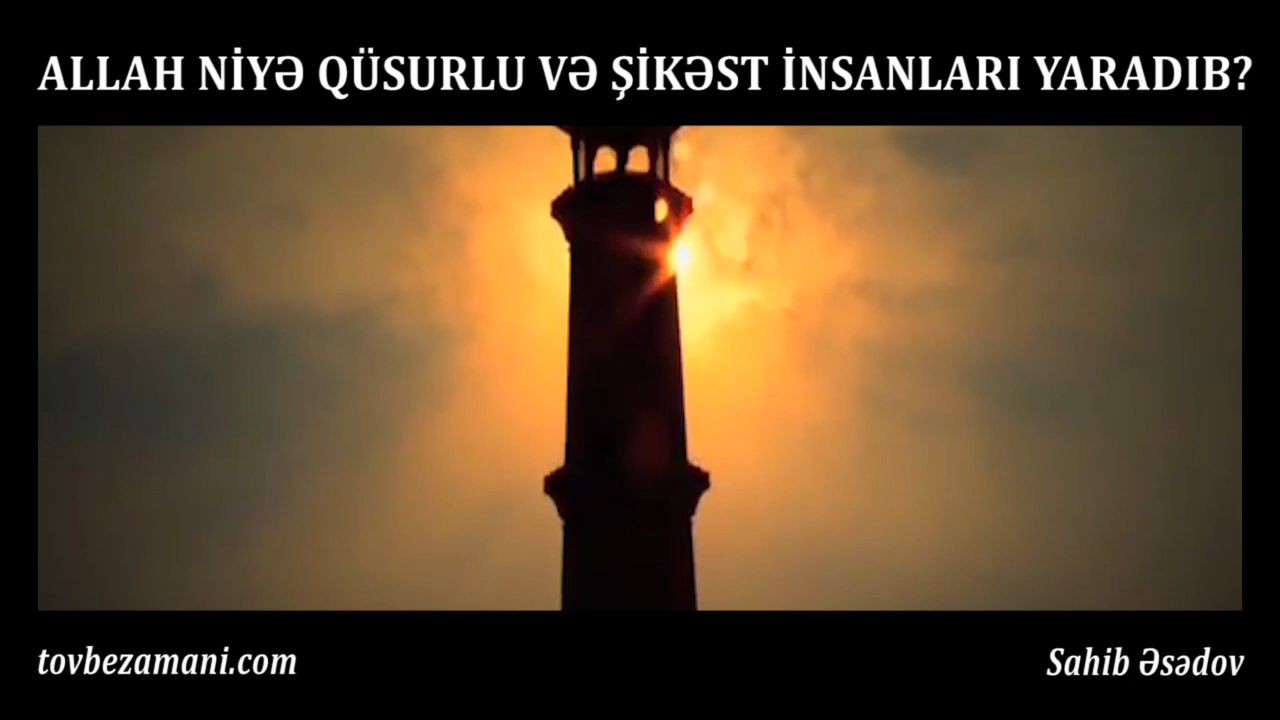 ALLAH NİYƏ QÜSURLU VƏ ŞİKƏST İNSANLARI YARADIB?
tovbezamani.com
Sahib Əsədov